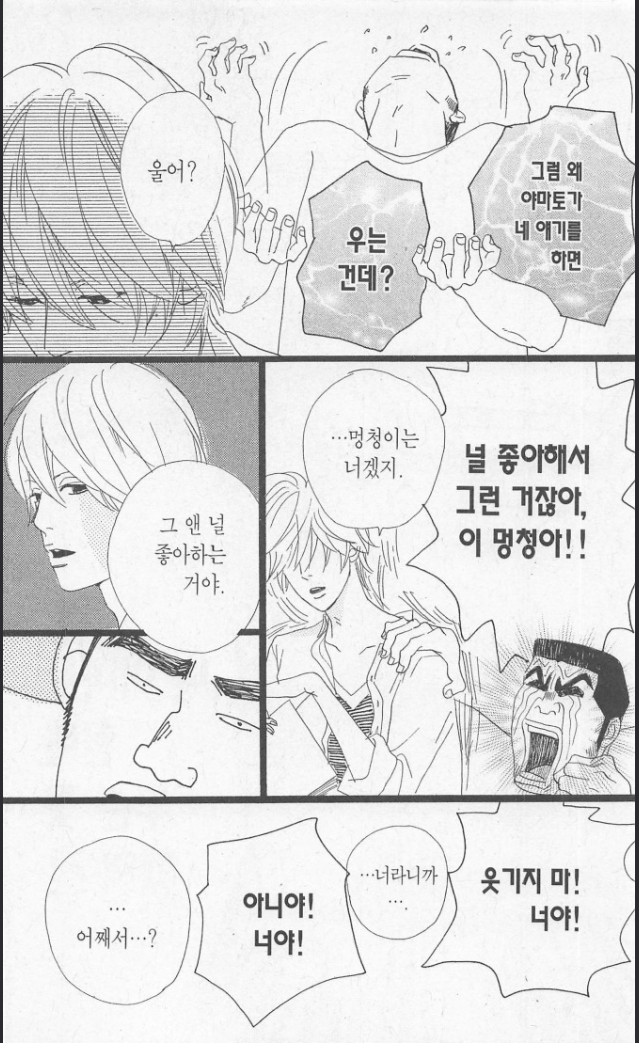 그럼 왜
야마토가
네 얘기를
하면
우는
건데?
울어?
널 좋아해서
그런 거잖아,
이 멍청아!!
…멍청이는
너겠지.
그 앤 널
좋아하는
거야.
웃기지 마!
너야!
…너라니까
….
아니야!
너야!
…
어째서…?